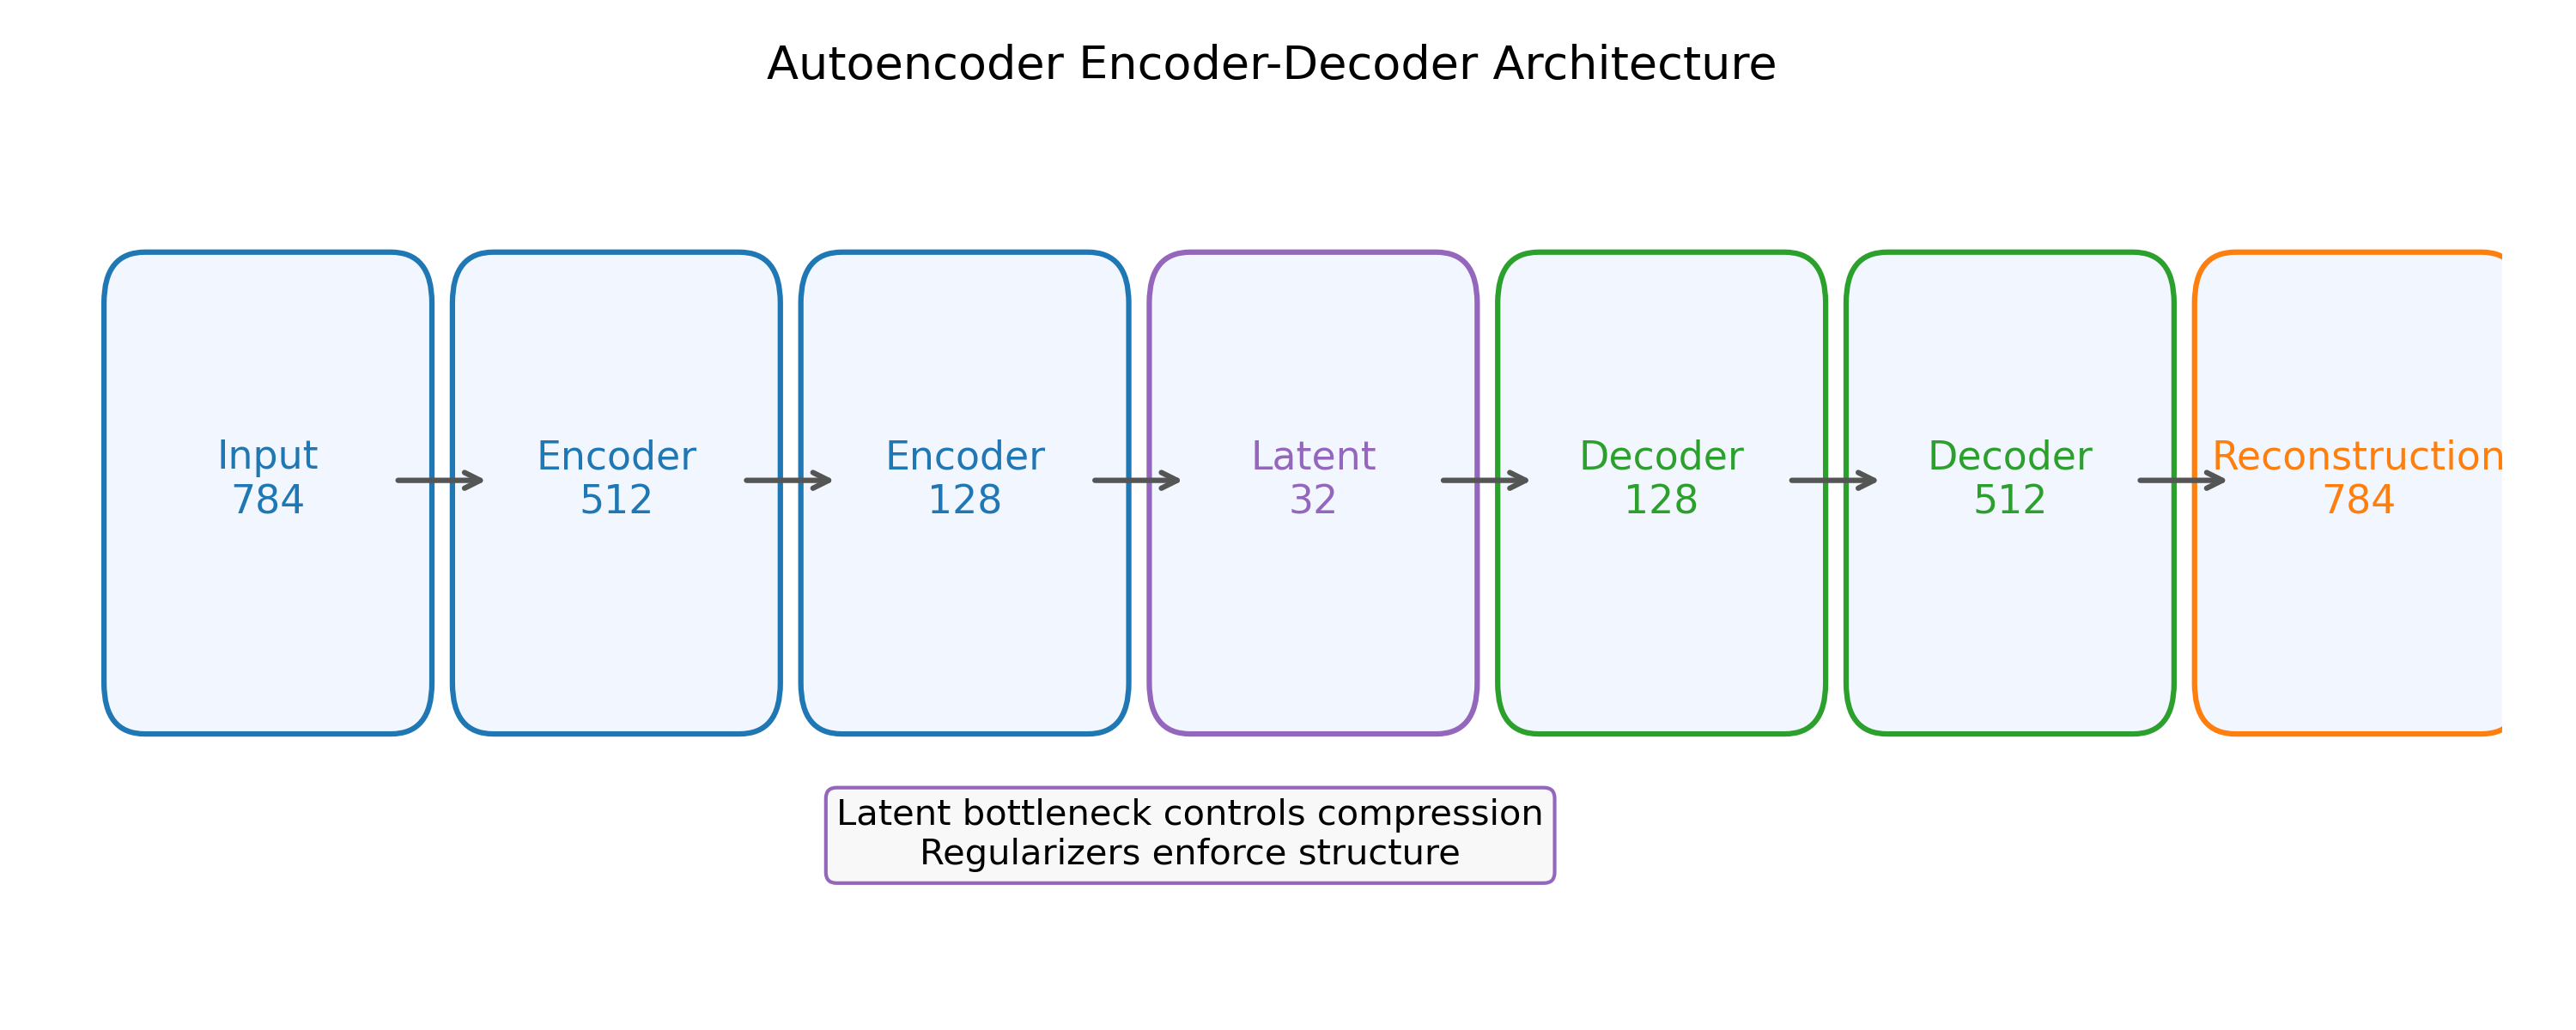 Autoencoder Encoder-Decoder Architecture
Input
784
Encoder
512
Encoder
128
Latent
32
Decoder
128
Decoder
512
Reconstruction
784
Latent bottleneck controls compression
Regularizers enforce structure